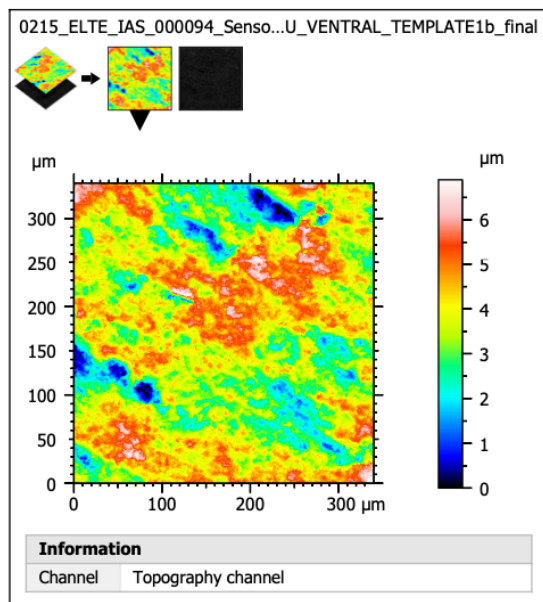 0215_ELTE_IAS_000094_Senso...U_VENTRAL_TEMPLATE1b_final
µm
µm
300
250
200
150
100
50
0
0
100
200
300 µm
6
5
4
3
2
1
0
Information
Channel Topography channel